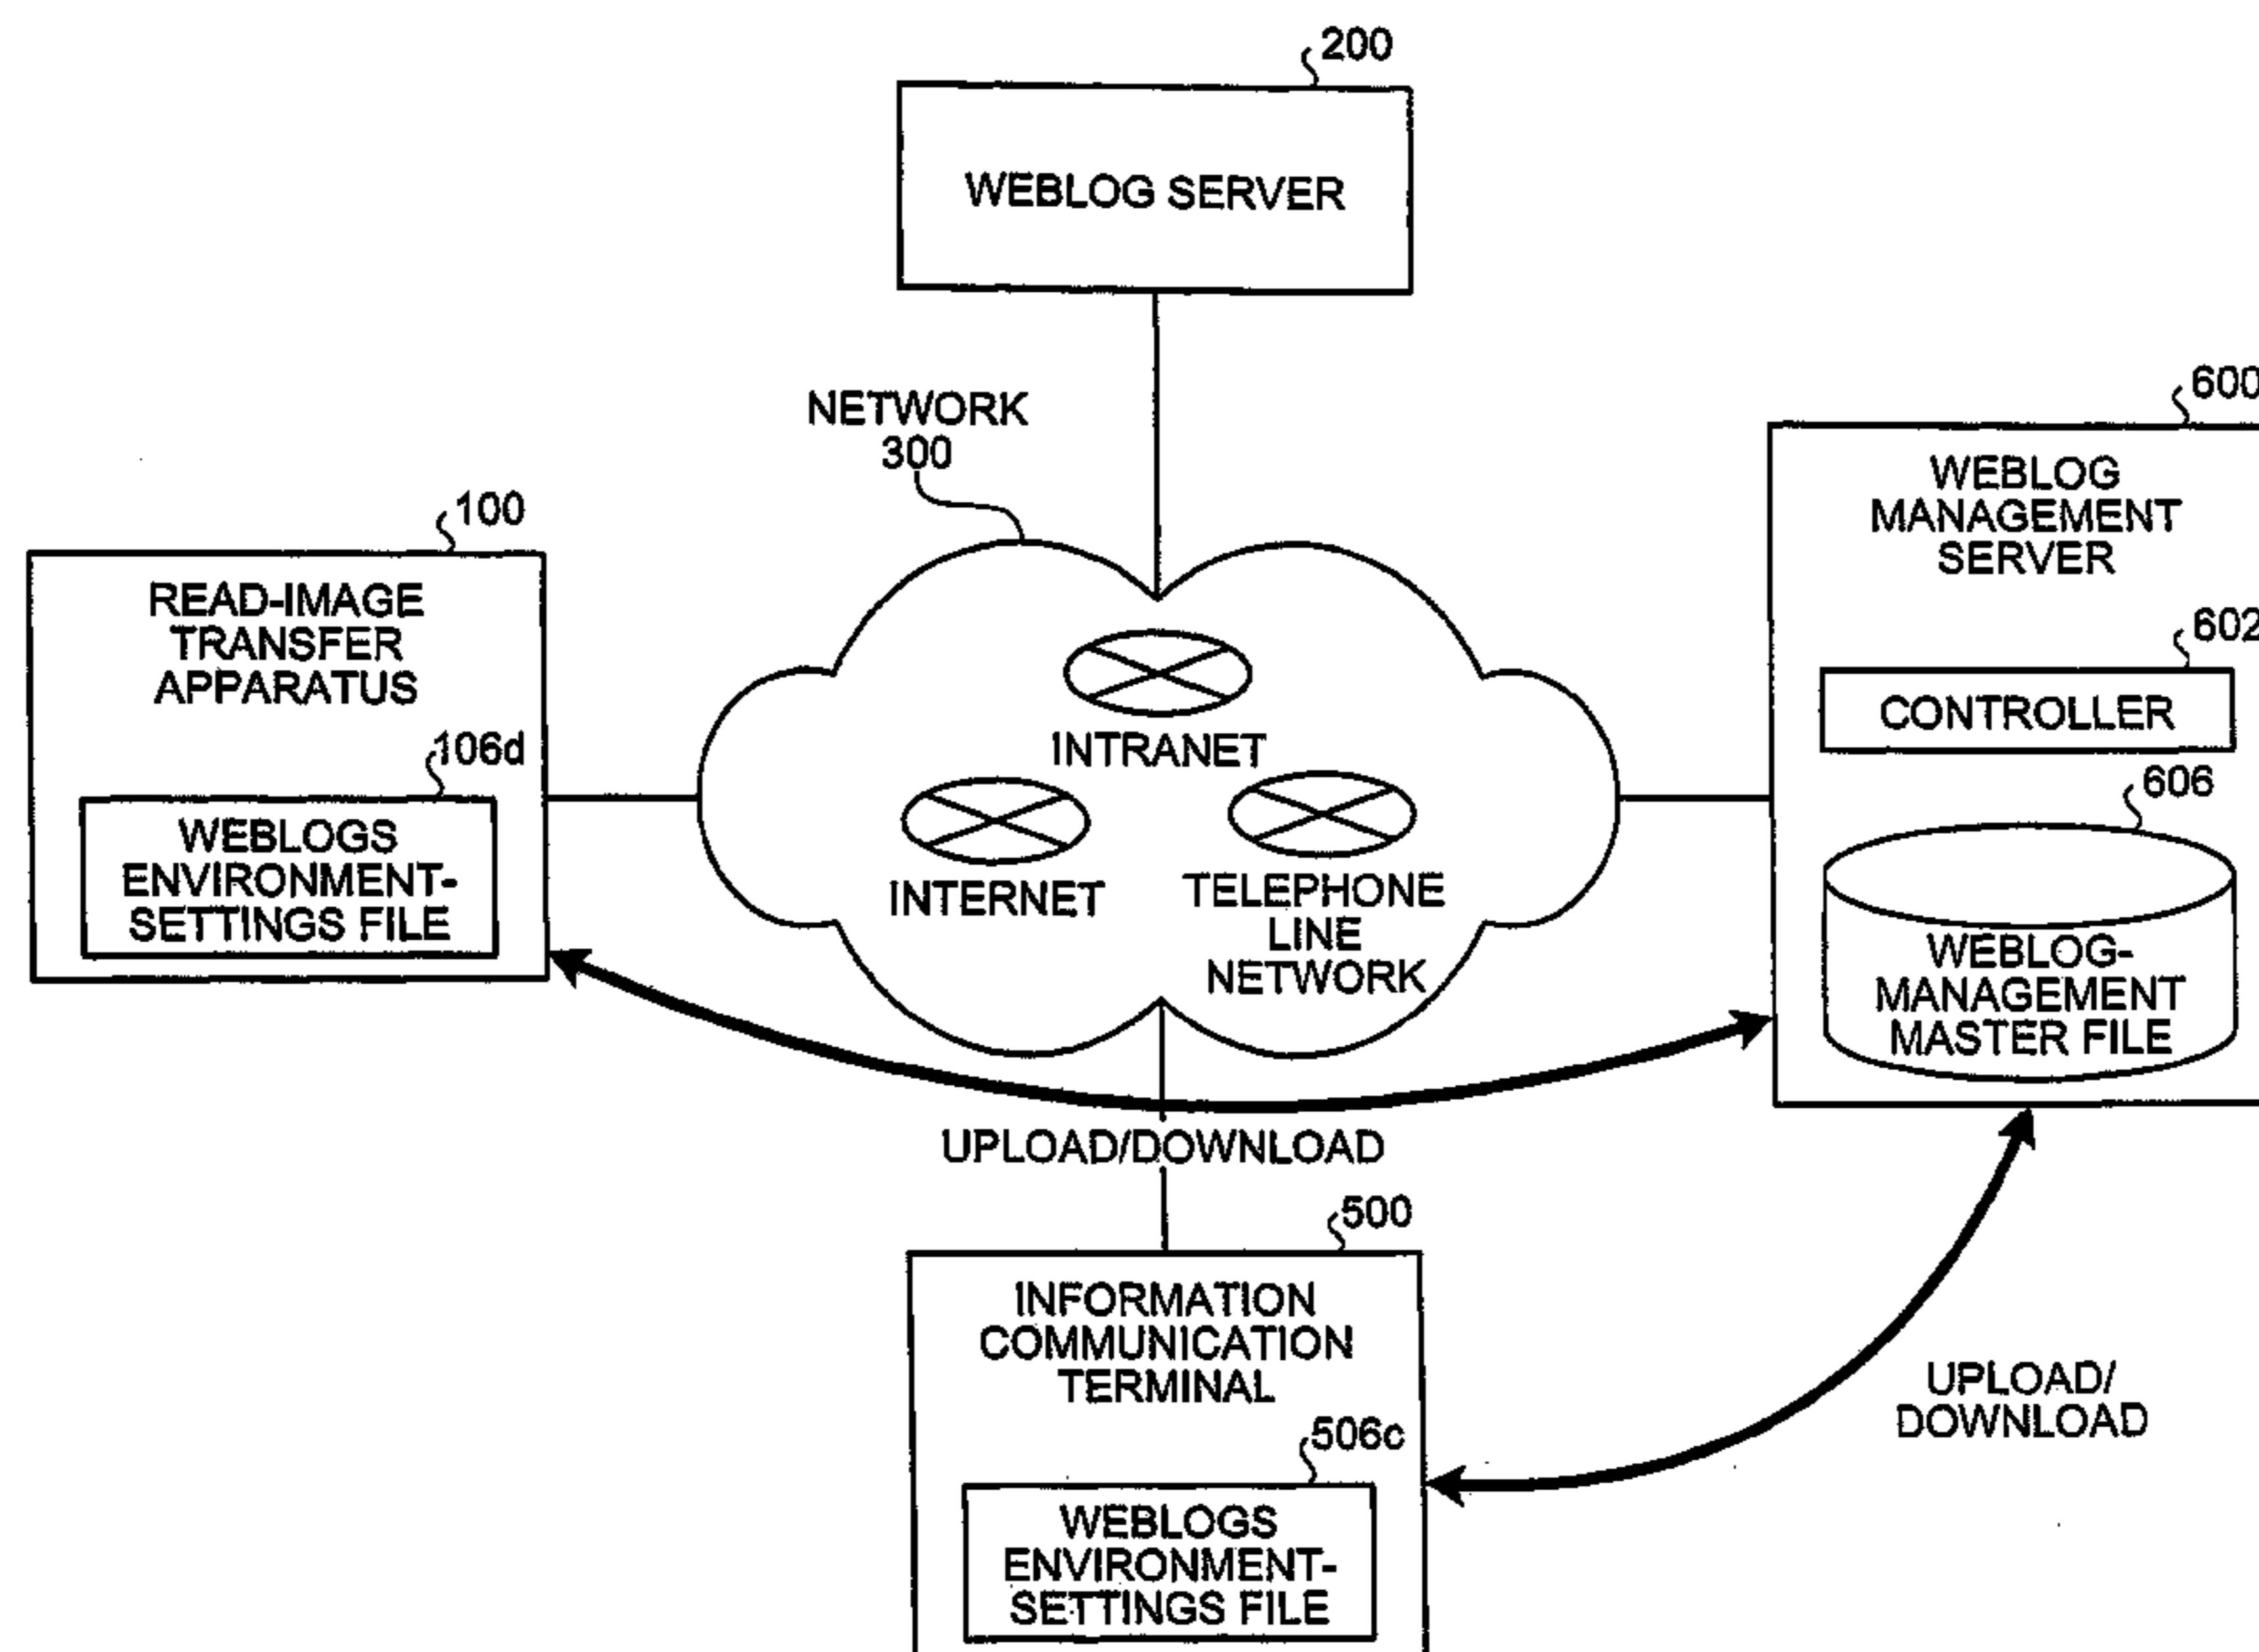 200
WEBLOG SERVER
NETWORK
300
600
WEBLOG
MANAGEMENT
SERVER
100
READ-IMAGE
TRANSFER
APPARATUS
602
CONTROLLER
INTRANET
106d
606
WEBLOGS
ENVIRONMENT-
SETTINGS FILE
INTERNET
TELEPHONE
LINE
NETWORK
WEBLOG-
MANAGEMENT
MASTER FILE
UPLOAD/DOWNLOAD
500
INFORMATION
COMMUNICATION
TERMINAL
UPLOAD/
DOWNLOAD
506c
WEBLOGS
ENVIRONMENT-
SETTINGS FILE